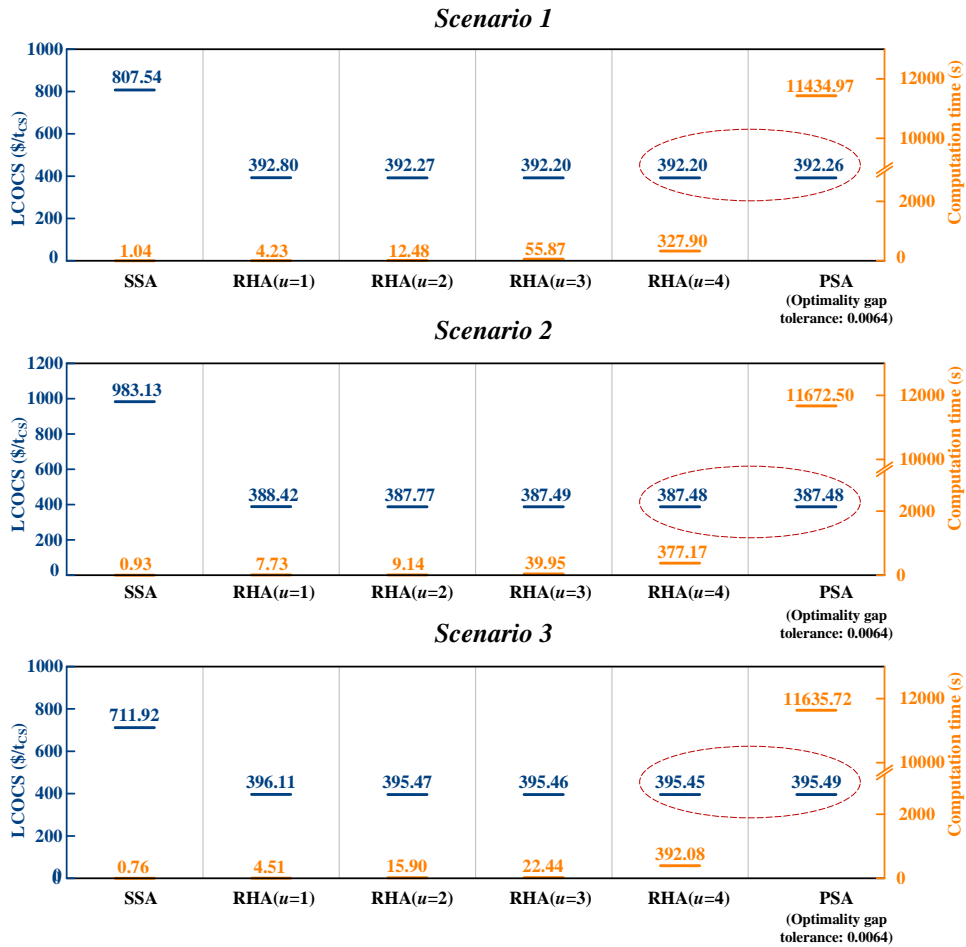 Scenario 1
LCOCS ($/tCS)
1000
800
600
400
200
0
807.54
392.80
392.27
392.20
392.20
392.26
1.04
4.23
12.48
55.87
327.90
11434.97
12000
10000
2000
0
Computation time (s)
SSA
RHA(u=1)
RHA(u=2)
RHA(u=3)
RHA(u=4)
PSA
(Optimality gap
tolerance: 0.0064)
Scenario 2
LCOCS ($/tCS)
1200
1000
800
600
400
200
0
983.13
388.42
387.77
387.49
387.48
387.48
0.93
7.73
9.14
39.95
377.17
11672.50
12000
10000
2000
0
Computation time (s)
SSA
RHA(u=1)
RHA(u=2)
RHA(u=3)
RHA(u=4)
PSA
(Optimality gap
tolerance: 0.0064)
Scenario 3
LCOCS ($/tCS)
1000
800
600
400
200
0
711.92
396.11
395.47
395.46
395.45
395.49
0.76
4.51
15.90
22.44
392.08
11635.72
12000
10000
2000
0
Computation time (s)
SSA
RHA(u=1)
RHA(u=2)
RHA(u=3)
RHA(u=4)
PSA
(Optimality gap
tolerance: 0.0064)